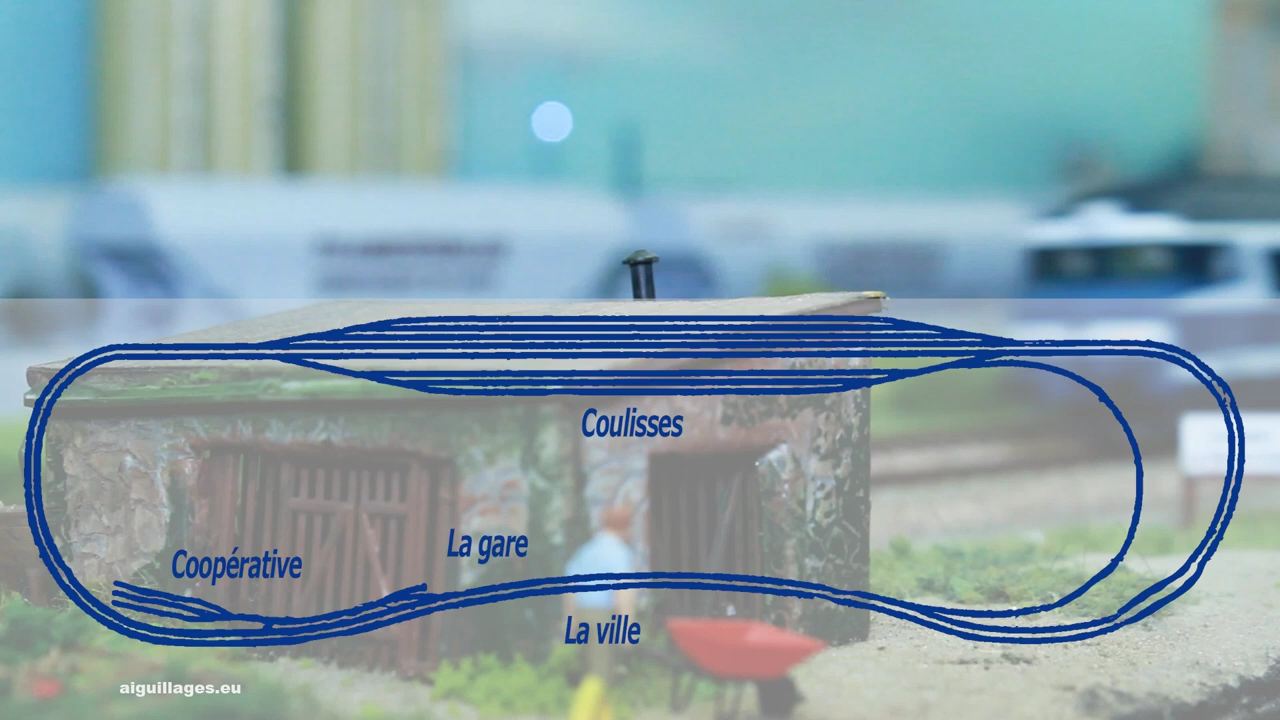 Coulisses
La gare
Coopérative
La ville
aiguillages.eu